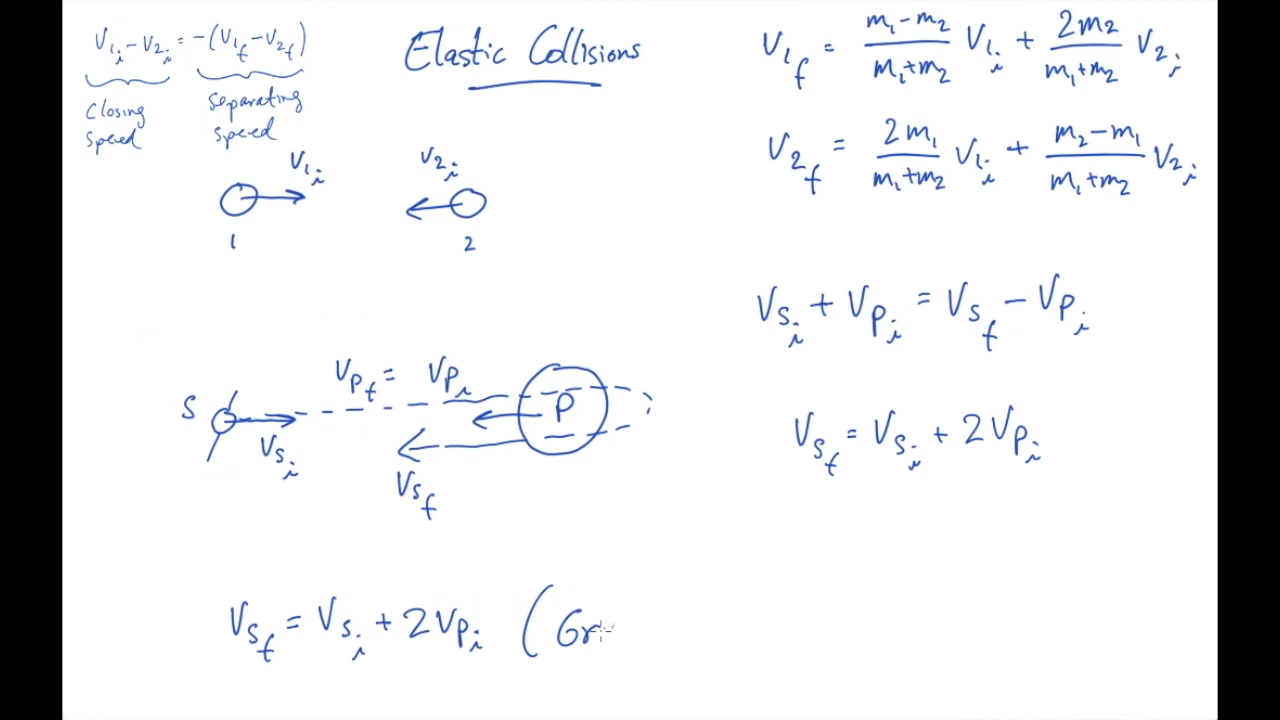 V₁ᵢ - V₂ᵢ = -(V₁f - V₂f)
Closing speed
Separating speed
Elastic Collisions
V₁f = (m₁-m₂)/(m₁+m₂) V₁ᵢ + 2m₂/(m₁+m₂) V₂ᵢ
V₂f = 2m₁/(m₁+m₂) V₁ᵢ + (m₂-m₁)/(m₁+m₂) V₂ᵢ
V₁ᵢ
V₂ᵢ
1
2
Vsᵢ + Vpᵢ = Vsf - Vpᵢ
Vpf = Vpᵢ
S
P
Vsᵢ
Vsf
Vsf = Vsᵢ + 2Vpᵢ
Vsf = Vsᵢ + 2Vpᵢ (Gr